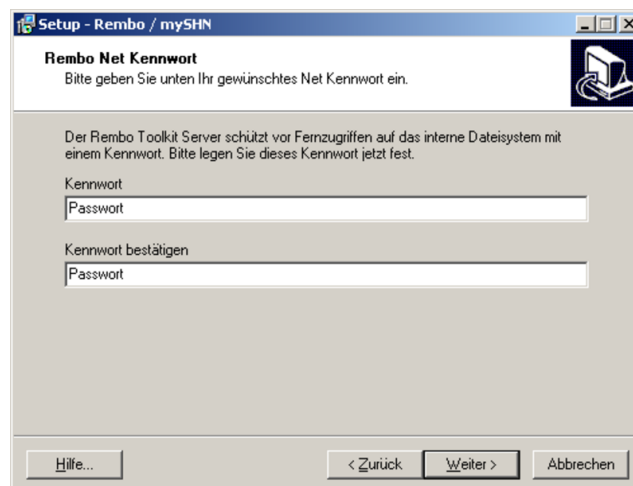 Setup - Rembo / mySHN
Rembo Net Kennwort
Bitte geben Sie unten Ihr gewünschtes Net Kennwort ein.
Der Rembo Toolkit Server schützt vor Fernzugriffen auf das interne Dateisystem mit
einem Kennwort. Bitte legen Sie dieses Kennwort jetzt fest.
Kennwort
Passwort
Kennwort bestätigen
Passwort
Hilfe...
< Zurück
Weiter >
Abbrechen